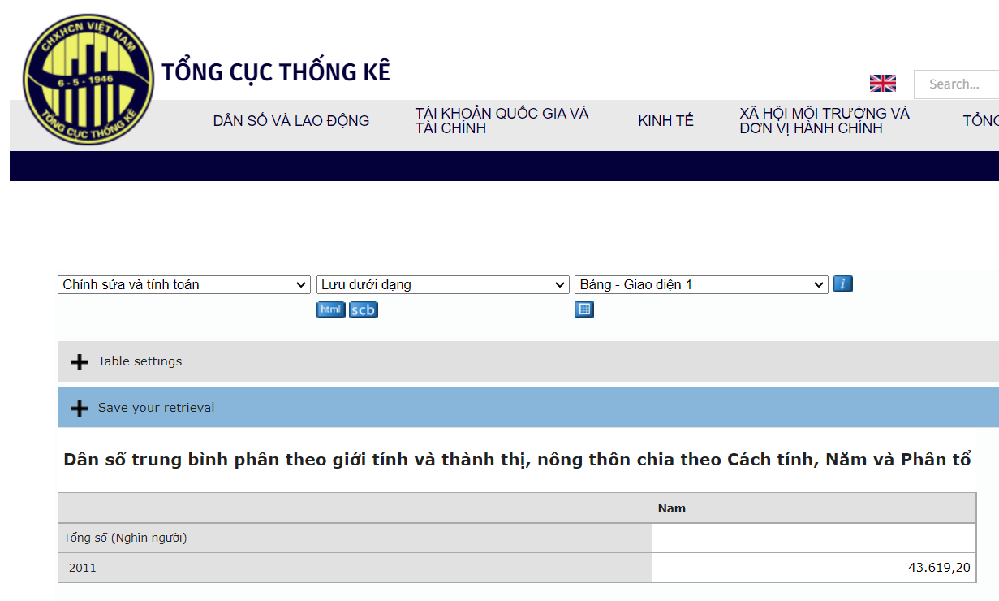 CHXHCN VIỆT NAM
6 - 5 - 1946
TỔNG CỤC THỐNG KÊ
TỔNG CỤC THỐNG KÊ
Search...
DÂN SỐ VÀ LAO ĐỘNG
TÀI KHOẢN QUỐC GIA VÀ
TÀI CHÍNH
KINH TẾ
XÃ HỘI MÔI TRƯỜNG VÀ
ĐƠN VỊ HÀNH CHÍNH
TỔNG
Chỉnh sửa và tính toán
Lưu dưới dạng
Bảng - Giao diện 1
i
html
scb
Table settings
Save your retrieval
Dân số trung bình phân theo giới tính và thành thị, nông thôn chia theo Cách tính, Năm và Phân tổ
Nam
Tổng số (Nghìn người)
2011
43.619,20